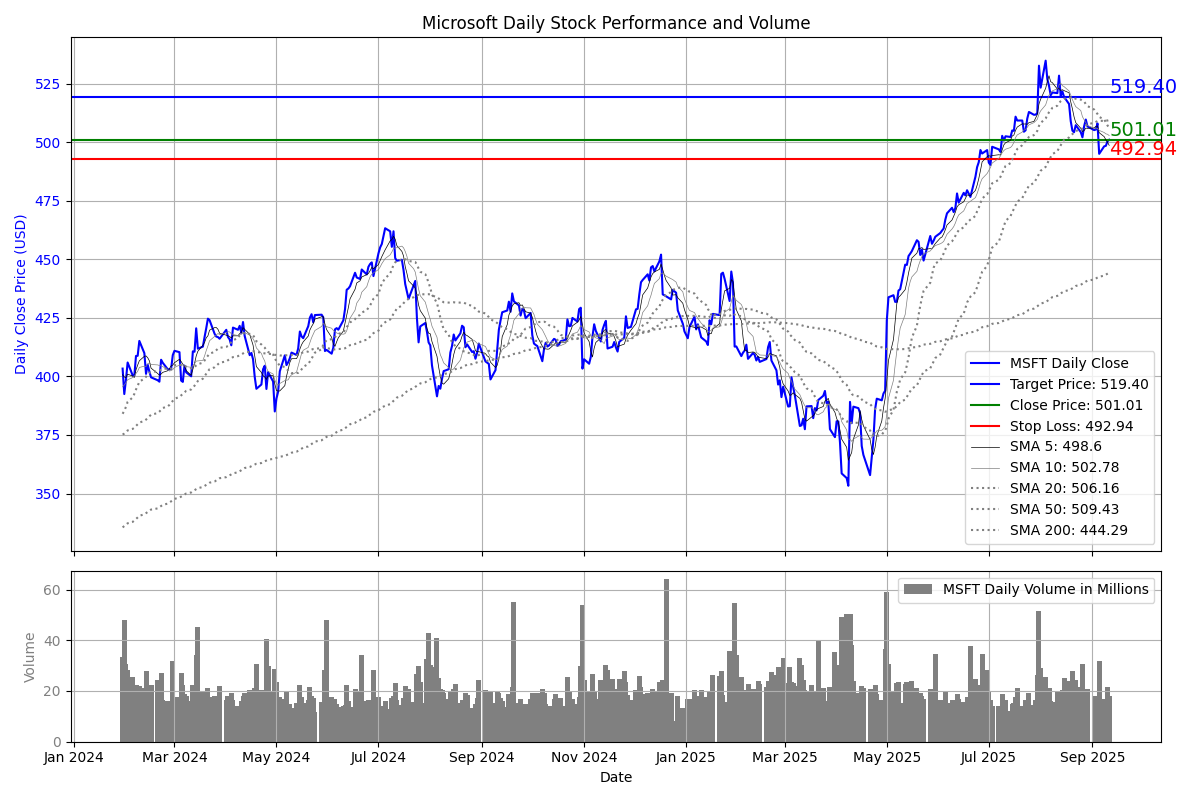 Microsoft Daily Stock Performance and Volume
Daily Close Price (USD)
525
500
475
450
425
400
375
350
519.40
501.01
492.94
MSFT Daily Close
Target Price: 519.40
Close Price: 501.01
Stop Loss: 492.94
SMA 5: 498.6
SMA 10: 502.78
SMA 20: 506.16
SMA 50: 509.43
SMA 200: 444.29
Volume
60
40
20
0
MSFT Daily Volume in Millions
Jan 2024 Mar 2024 May 2024 Jul 2024 Sep 2024 Nov 2024 Jan 2025 Mar 2025 May 2025 Jul 2025 Sep 2025
Date